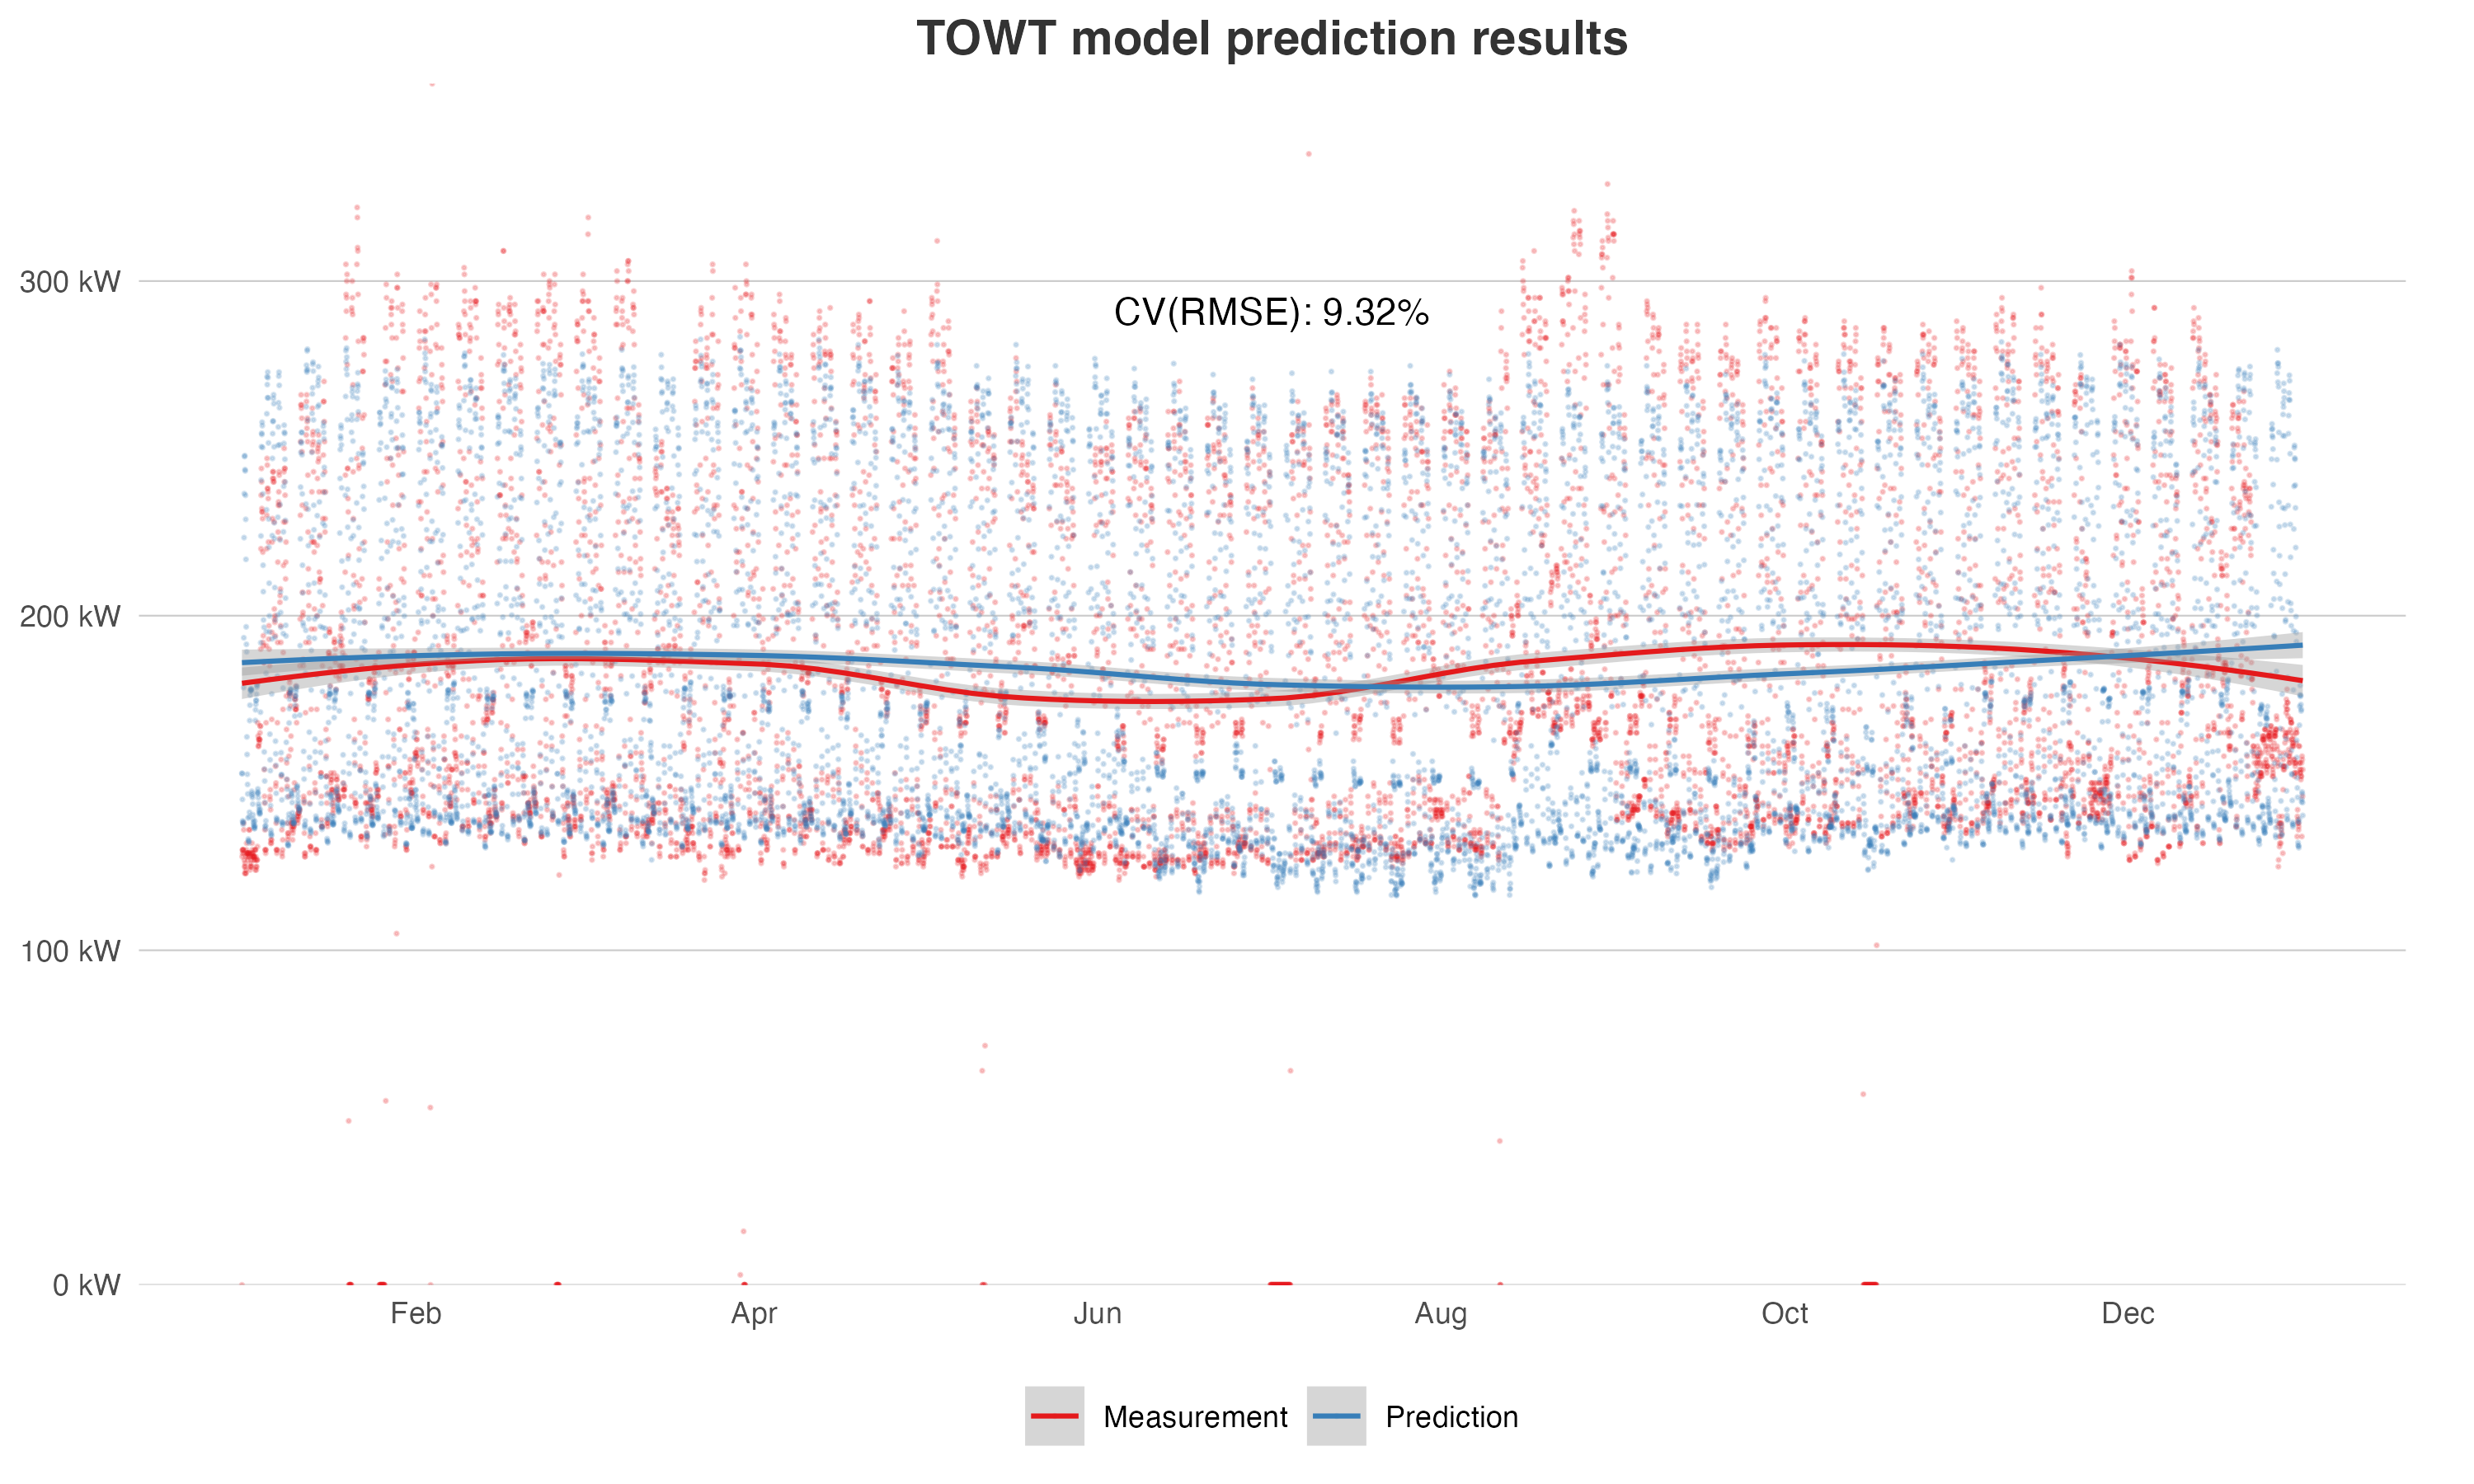 TOWT model prediction results
300 kW
CV(RMSE): 9.32%
200 kW
100 kW
0 kW
Feb Apr Jun Aug Oct Dec
Measurement Prediction